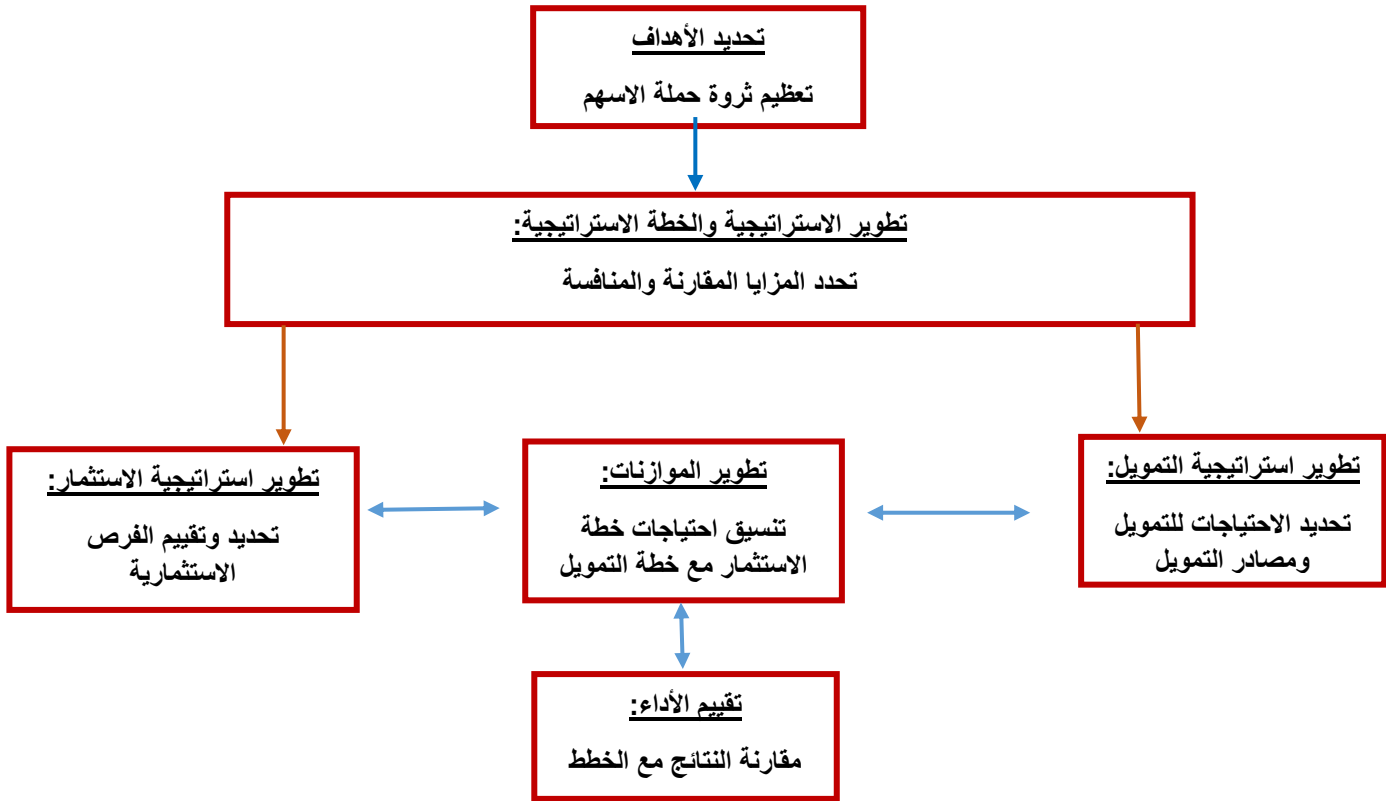 تحديد الأهداف
تعظيم ثروة حملة الاسهم
تطوير الاستراتيجية والخطة الاستراتيجية:
تحدد المزايا المقارنة والمنافسة
تطوير استراتيجية التمويل:
تحديد الاحتياجات للتمويل
ومصادر التمويل
تطوير الموازنات:
تنسيق احتياجات خطة
الاستثمار مع خطة التمويل
تطوير استراتيجية الاستثمار:
تحديد وتقييم الفرص
الاستثمارية
تقييم الأداء:
مقارنة النتائج مع الخطط